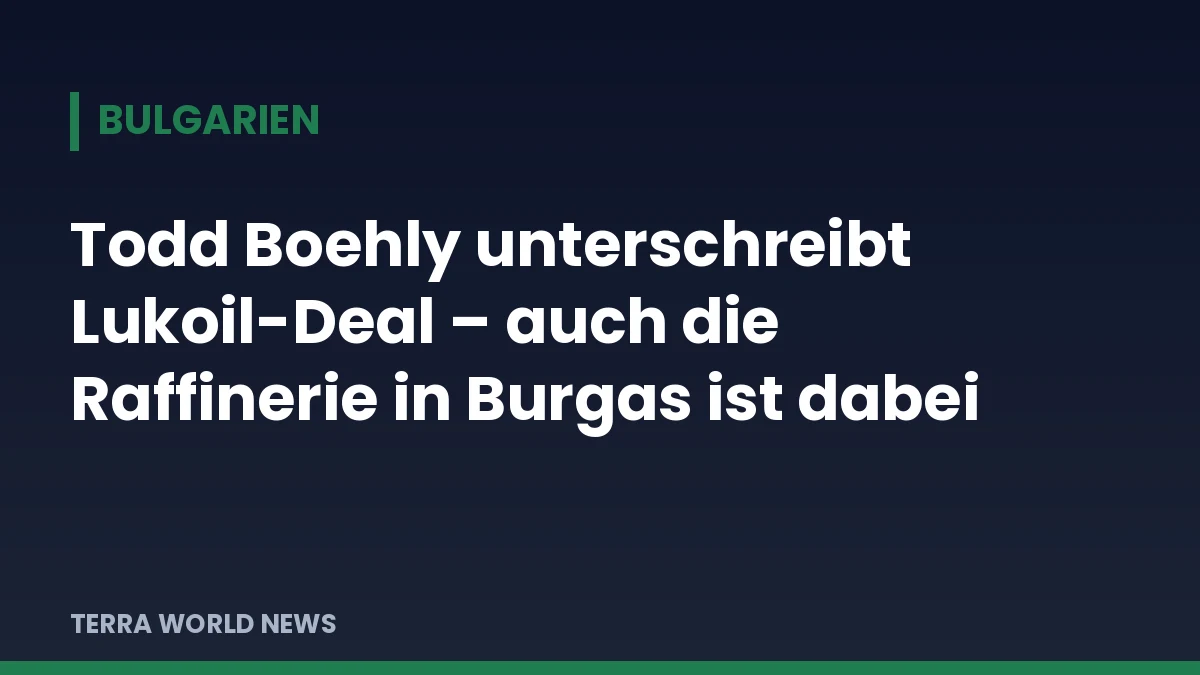 BULGARIEN
Todd Boehly unterschreibt
Lukoil-Deal – auch die
Raffinerie in Burgas ist dabei
TERRA WORLD NEWS